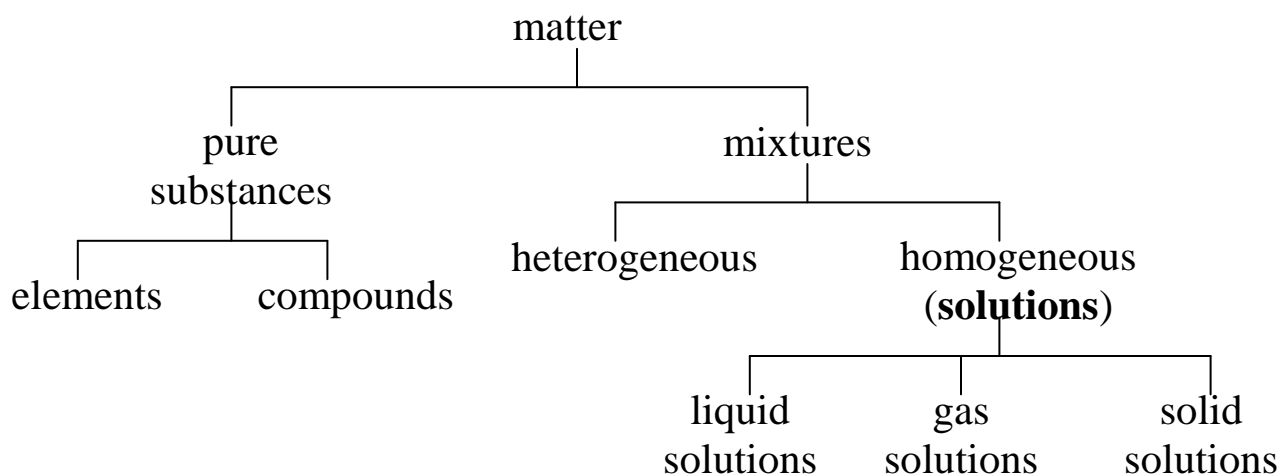 matter
pure
substances
mixtures
elements
compounds
heterogeneous
homogeneous
(solutions)
liquid
solutions
gas
solutions
solid
solutions